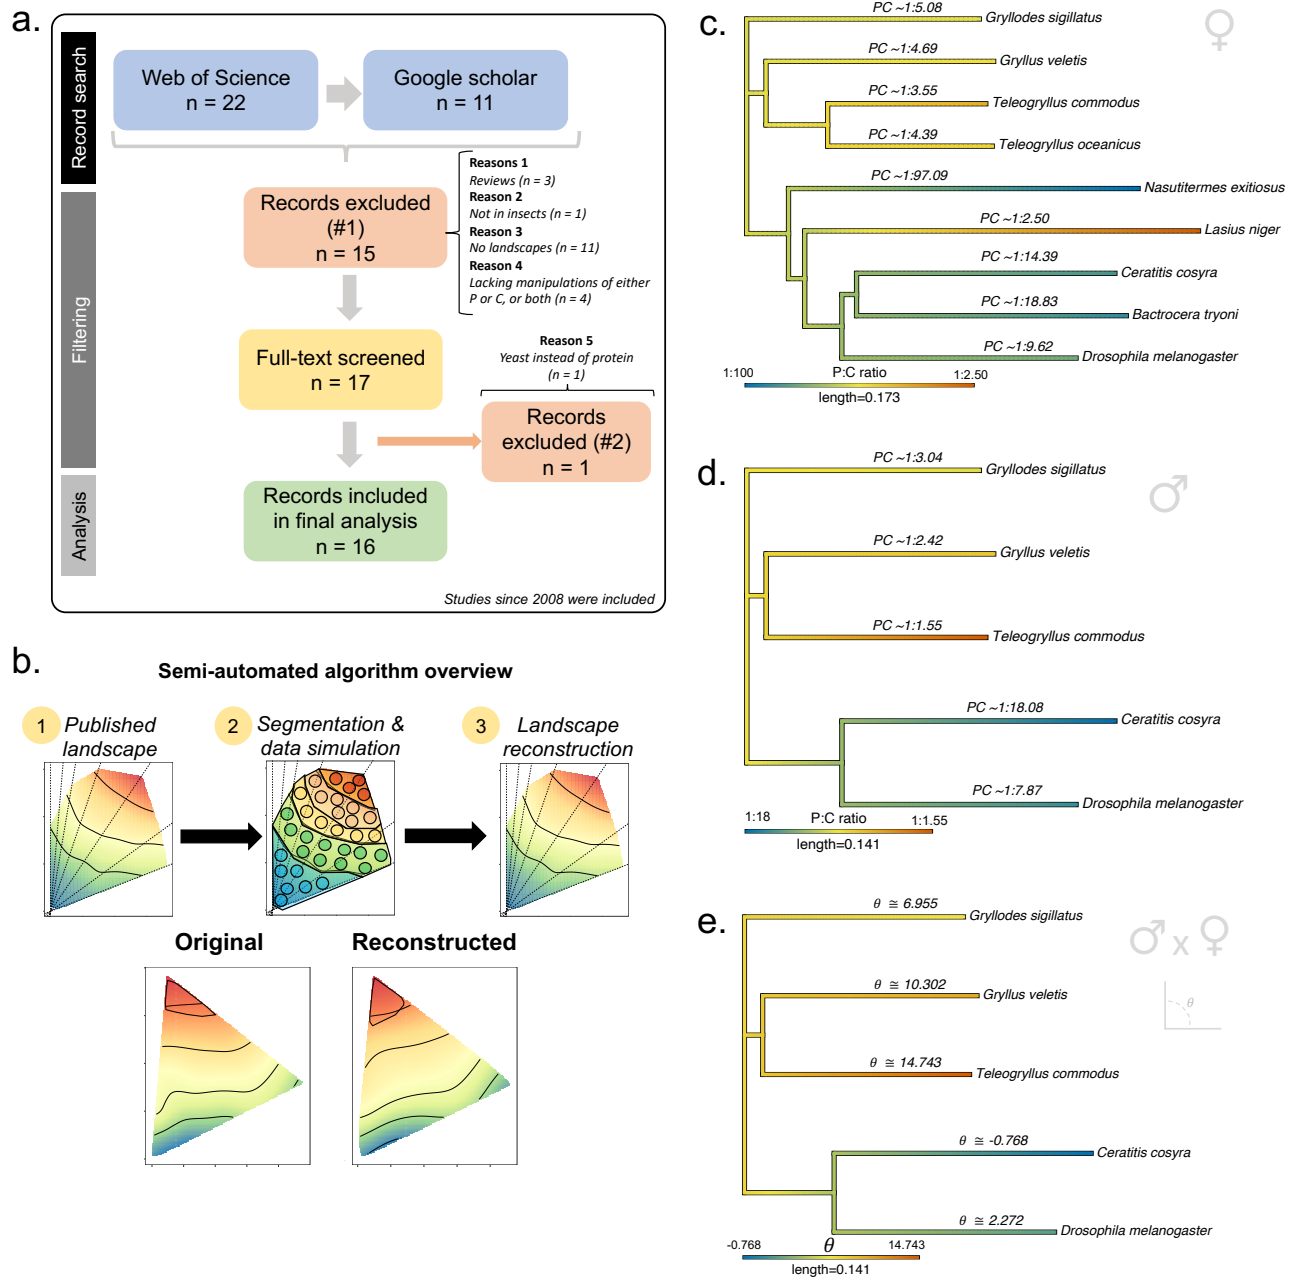 a.
Record search
Filtering
Analysis
Web of Science
n = 22
Google scholar
n = 11
Records excluded
(#1)
n = 15
Reasons 1
Reviews (n = 3)
Reason 2
Not in insects (n = 1)
Reason 3
No landscapes (n = 11)
Reason 4
Lacking manipulations of either
P or C, or both (n = 4)
Full-text screened
n = 17
Reason 5
Yeast instead of protein
(n = 1)
Records
excluded (#2)
n = 1
Records included
in final analysis
n = 16
Studies since 2008 were included
b.
Semi-automated algorithm overview
1 Published
landscape
2 Segmentation &
data simulation
3 Landscape
reconstruction
Original
Reconstructed
c.
♀
PC ~1:5.08
Gryllodes sigillatus
PC ~1:4.69
Gryllus veletis
PC ~1:3.55
Teleogryllus commodus
PC ~1:4.39
Teleogryllus oceanicus
PC ~1:97.09
Nasutitermes exitiosus
PC ~1:2.50
Lasius niger
PC ~1:14.39
Ceratitis cosyra
PC ~1:18.83
Bactrocera tryoni
PC ~1:9.62
Drosophila melanogaster
1:100 P:C ratio 1:2.50
length=0.173
d.
♂
PC ~1:3.04
Gryllodes sigillatus
PC ~1:2.42
Gryllus veletis
PC ~1:1.55
Teleogryllus commodus
PC ~1:18.08
Ceratitis cosyra
PC ~1:7.87
Drosophila melanogaster
1:18 P:C ratio 1:1.55
length=0.141
e.
♂ x ♀
θ
θ ≅ 6.955
Gryllodes sigillatus
θ ≅ 10.302
Gryllus veletis
θ ≅ 14.743
Teleogryllus commodus
θ ≅ -0.768
Ceratitis cosyra
θ ≅ 2.272
Drosophila melanogaster
-0.768 θ 14.743
length=0.141